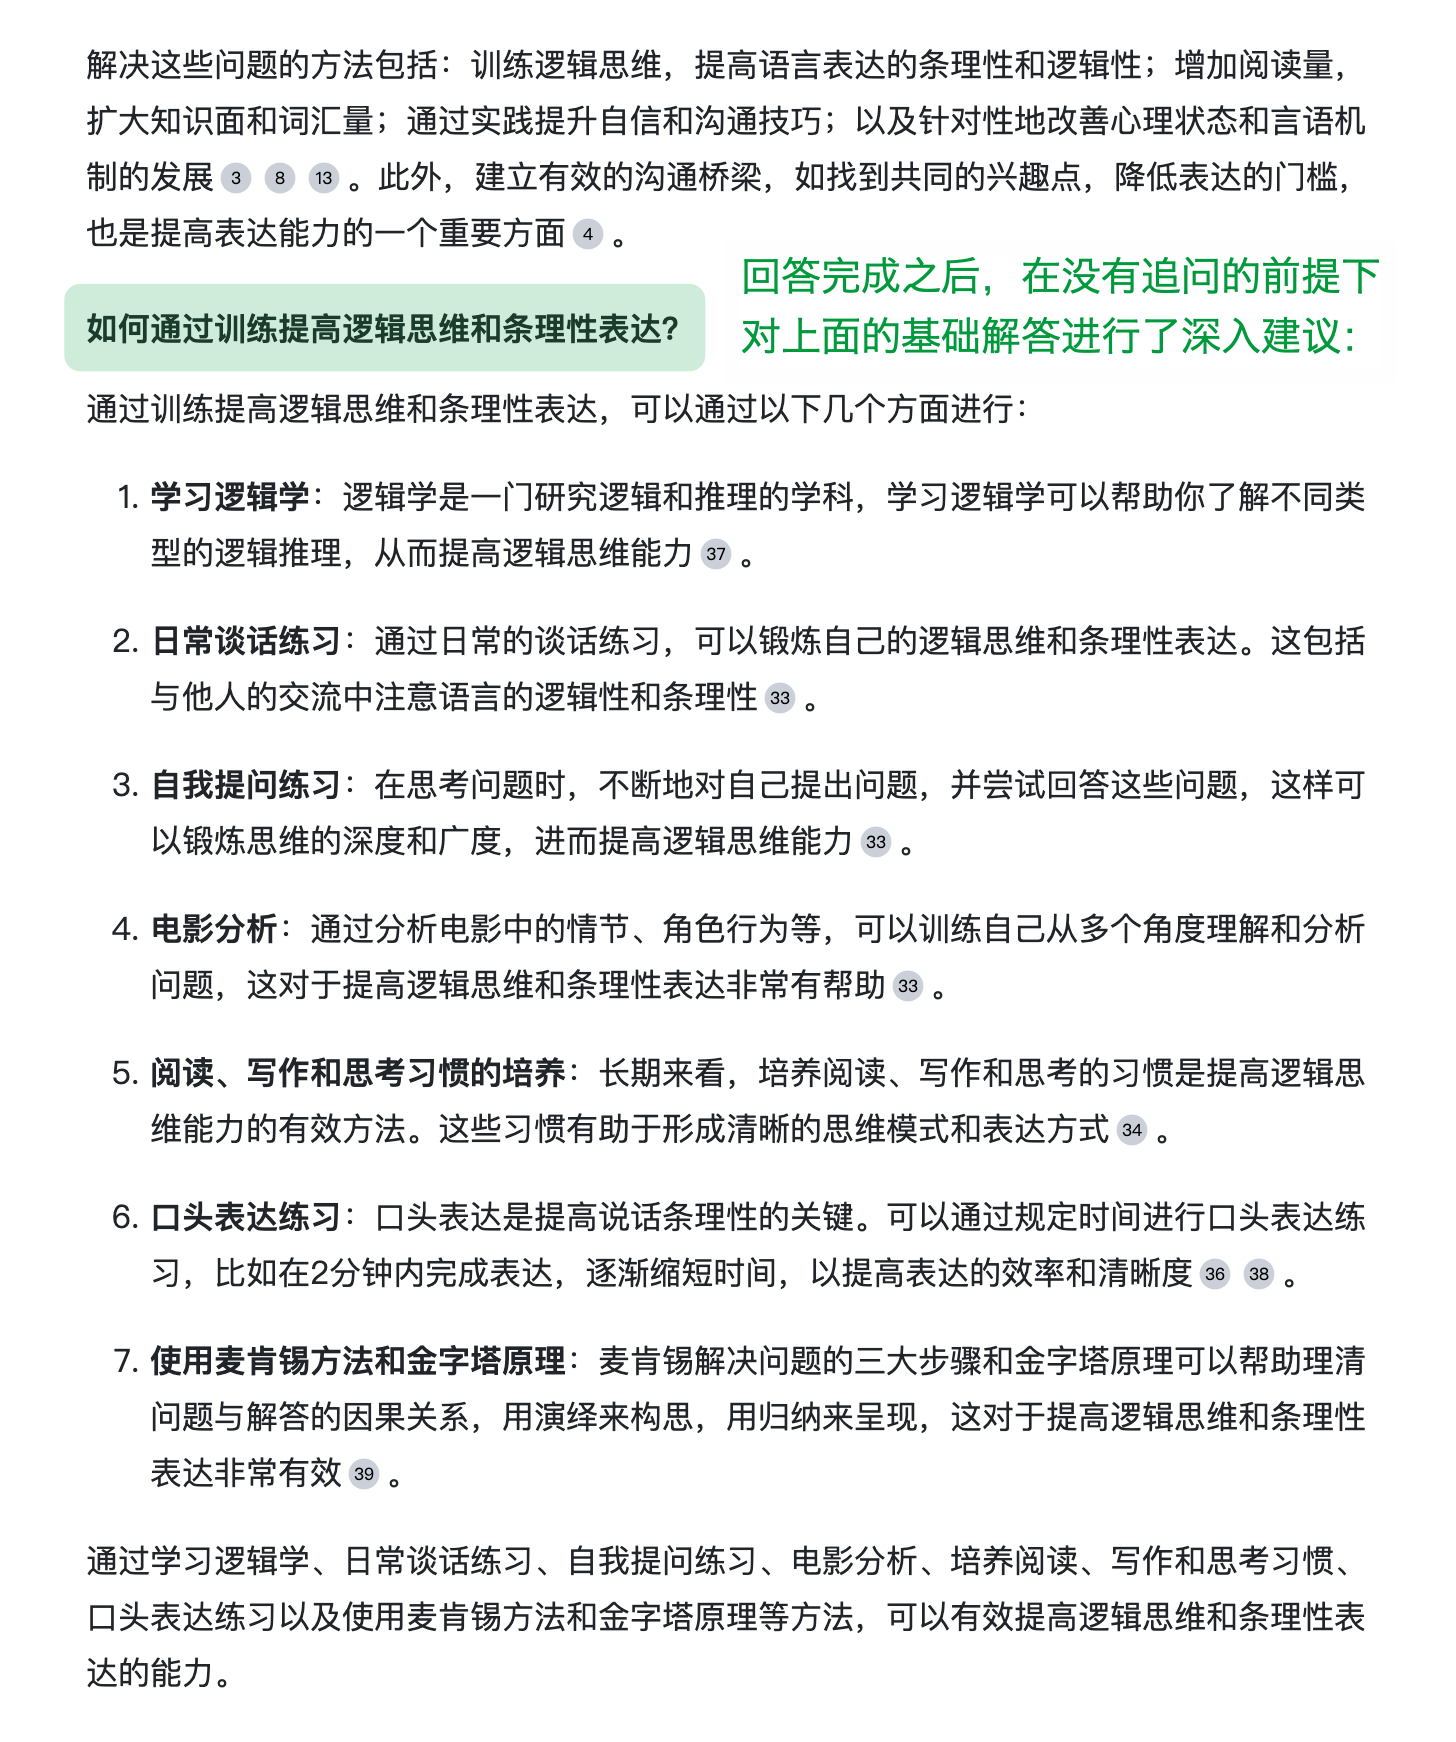 解决这些问题的方法包括：训练逻辑思维，提高语言表达的条理性和逻辑性；增加阅读量，
扩大知识面和词汇量；通过实践提升自信和沟通技巧；以及针对性地改善心理状态和言语机
制的发展 3 8 13 。此外，建立有效的沟通桥梁，如找到共同的兴趣点，降低表达的门槛，
也是提高表达能力的一个重要方面 4 。
回答完成之后，在没有追问的前提下
对上面的基础解答进行了深入建议：
如何通过训练提高逻辑思维和条理性表达？
通过训练提高逻辑思维和条理性表达，可以通过以下几个方面进行：
1. 学习逻辑学：逻辑学是一门研究逻辑和推理的学科，学习逻辑学可以帮助你了解不同类
型的逻辑推理，从而提高逻辑思维能力 37 。
2. 日常谈话练习：通过日常的谈话练习，可以锻炼自己的逻辑思维和条理性表达。这包括
与他人的交流中注意语言的逻辑性和条理性 33 。
3. 自我提问练习：在思考问题时，不断地对自己提出问题，并尝试回答这些问题，这样可
以锻炼思维的深度和广度，进而提高逻辑思维能力 33 。
4. 电影分析：通过分析电影中的情节、角色行为等，可以训练自己从多个角度理解和分析
问题，这对于提高逻辑思维和条理性表达非常有帮助 33 。
5. 阅读、写作和思考习惯的培养：长期来看，培养阅读、写作和思考的习惯是提高逻辑思
维能力的有效方法。这些习惯有助于形成清晰的思维模式和表达方式 34 。
6. 口头表达练习：口头表达是提高说话条理性的关键。可以通过规定时间进行口头表达练
习，比如在2分钟内完成表达，逐渐缩短时间，以提高表达的效率和清晰度 36 38 。
7. 使用麦肯锡方法和金字塔原理：麦肯锡解决问题的三大步骤和金字塔原理可以帮助理清
问题与解答的因果关系，用演绎来构思，用归纳来呈现，这对于提高逻辑思维和条理性
表达非常有效 39 。
通过学习逻辑学、日常谈话练习、自我提问练习、电影分析、培养阅读、写作和思考习惯、
口头表达练习以及使用麦肯锡方法和金字塔原理等方法，可以有效提高逻辑思维和条理性表
达的能力。